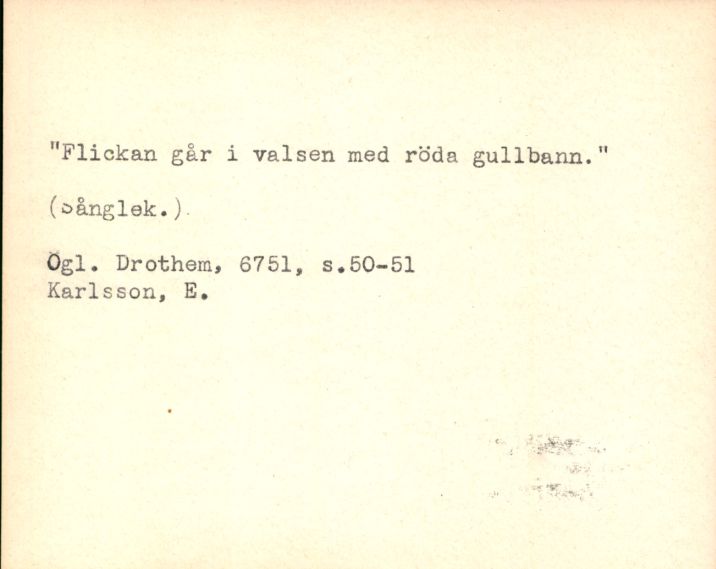 "Flickan går i valsen med röda gullbann."
(Sånglek.)
Ögl. Drothem, 6751, s.50-51
Karlsson, E.